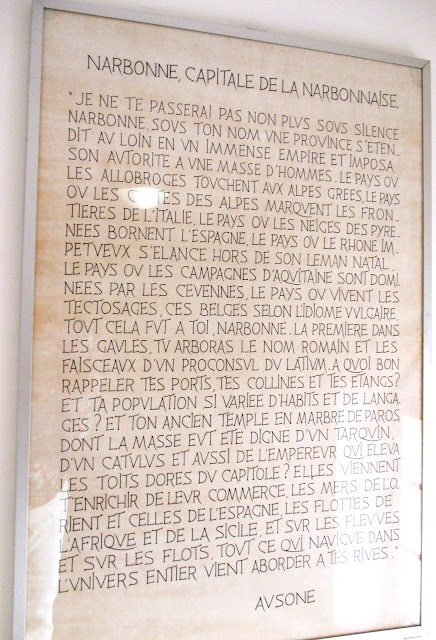 NARBONNE, CAPITALE DE LA NARBONNAISE.
"JE NE TE PASSERAI PAS NON PLVS SOVS SILENCE
NARBONNE. SOVS TON NOM VNE PROVINCE S'ETEN-
DIT AV LOIN EN VN IMMENSE EMPIRE ET IMPOSA
SON AVTORITE A VNE MASSE D'HOMMES. LE PAYS OV
LES ALLOBROGES TOVCHENT AVX ALPES GREES, LE PAYS
OV LES DES ALPES MARQVENT LES FRON-
TIERES DE L'ITALIE, LE PAYS OV LES NEIGES DES PYRE-
NEES BORNENT L'ESPAGNE, LE PAYS OV LE RHONE IM-
PETVEVX S'ELANCE HORS DE SON LEMAN NATAL,
LE PAYS OV LES CAMPAGNES D'AQVITAINE SONT DOMI
NEES PAR LES CEVENNES, LE PAYS OV VIVENT LES
TECTOSAGES, CES BELGES SELON L'IDIOME VVLGAIRE,
TOVT CELA FVT A TOI, NARBONNE. LA PREMIERE DANS
LES GAVLES, TV ARBORAS LE NOM ROMAIN ET LES
FAISCEAVX D'VN PROCONSVL DV LATIVM. A QVOI BON
RAPPELER TES PORTS, TES COLLINES ET TES ETANGS?
ET TA POPVLATION SI VARIEE D'HABITS ET DE LANGA
GES? ET TON ANCIEN TEMPLE EN MARBRE DE PAROS
DONT LA MASSE EVT ETE DIGNE D'VN TARQVIN,
D'VN CATVLVS ET AVSSI DE L'EMPEREVR QVI ELEVA
LES TOITS DORES DV CAPITOLE? ELLES VIENNENT
T'ENRICHIR DE LEVR COMMERCE, LES MERS DE L'O.
RIENT ET CELLES DE L'ESPAGNE, LES FLOTTES DE
L'AFRIQVE ET DE LA SICILE, ET SVR LES FLEVVES
ET SVR LES FLOTS, TOVT CE QVI NAVIGVE DANS
L'VNIVERS ENTIER VIENT ABORDER A TES RIVES."
AVSONE